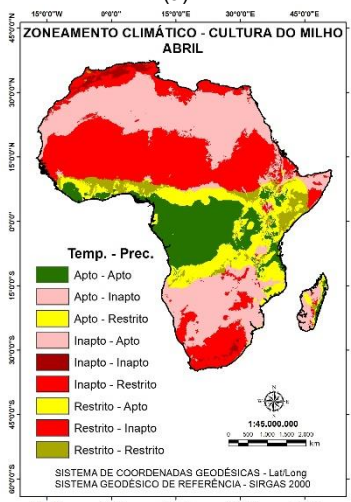 15°0'0"O 0°0'0" 15°0'0"E 30°0'0"E 45°0'0"E
ZONEAMENTO CLIMÁTICO - CULTURA DO MILHO
ABRIL
45°0'0"N
30°0'0"N
15°0'0"N
0°0'0"
15°0'0"S
30°0'0"S
45°0'0"S
60°0'0"S
Temp. - Prec.
Apto - Apto
Apto - Inapto
Apto - Restrito
Inapto - Apto
Inapto - Inapto
Inapto - Restrito
Restrito - Apto
Restrito - Inapto
Restrito - Restrito
1:45.000.000
0 500 1.000 1.500 2.000
km
SISTEMA DE COORDENADAS GEODÉSICAS - Lat/Long
SISTEMA GEODÉSICO DE REFERÊNCIA - SIRGAS 2000